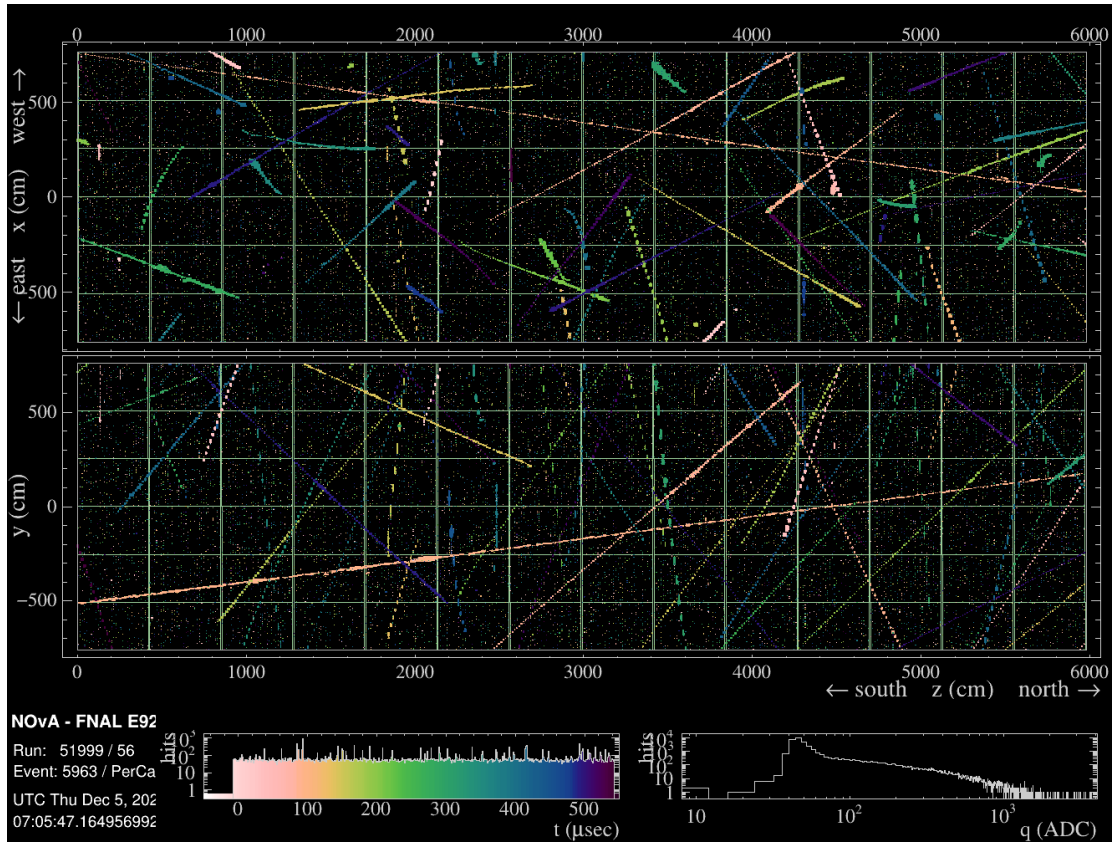 0 1000 2000 3000 4000 5000 6000
x (cm)
← east west →
500
0
−500
y (cm)
500
0
−500
0 1000 2000 3000 4000 5000 6000
← south z (cm) north →
NOvA - FNAL E92
Run: 51999 / 56
Event: 5963 / PerCa
UTC Thu Dec 5, 202
07:05:47.164956992
hits
10³
10²
10
1
0 100 200 300 400 500
t (μsec)
hits
10⁴
10³
10²
10
1
10 10² 10³
q (ADC)